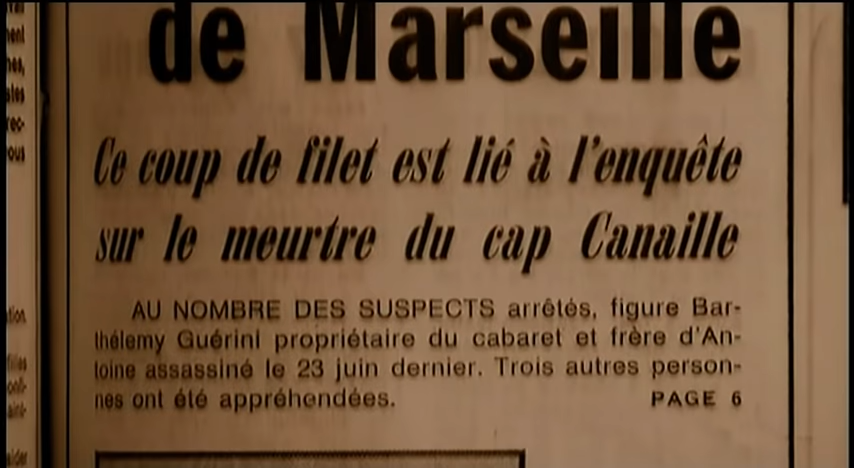 de Marseille
Ce coup de filet est lié à l'enquête
sur le meurtre du cap Canaille
AU NOMBRE DES SUSPECTS arrêtés, figure Bar-
thélemy Guérini propriétaire du cabaret et frère d'An-
toine assassiné le 23 juin dernier. Trois autres person-
nes ont été appréhendées.
PAGE 6